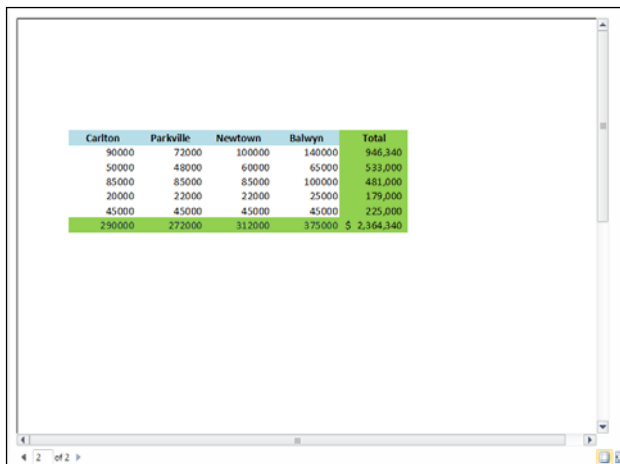 Carlton Parkville Newtown Balwyn Total
90000 72000 100000 140000 946,340
50000 48000 60000 65000 533,000
85000 85000 85000 100000 481,000
20000 22000 22000 25000 179,000
45000 45000 45000 45000 225,000
290000 272000 312000 375000 $ 2,364,340
2 of 2